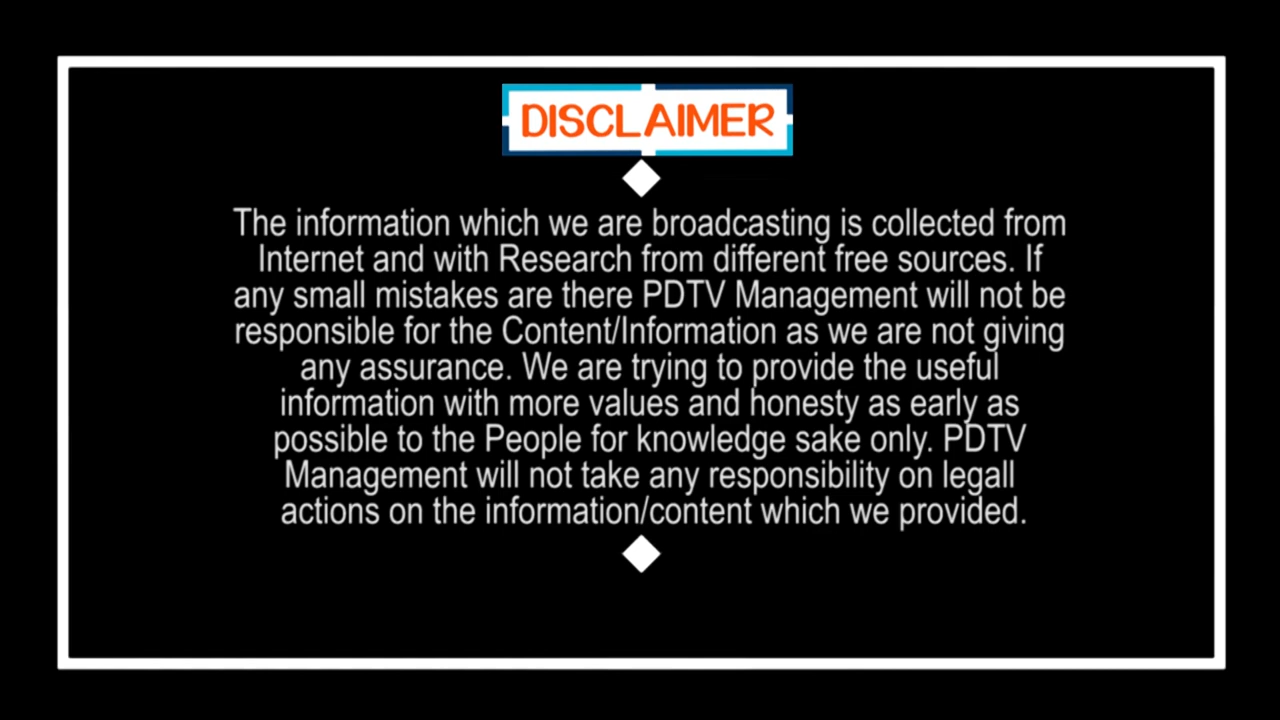 DISCLAIMER
The information which we are broadcasting is collected from
Internet and with Research from different free sources. If
any small mistakes are there PDTV Management will not be
responsible for the Content/Information as we are not giving
any assurance. We are trying to provide the useful
information with more values and honesty as early as
possible to the People for knowledge sake only. PDTV
Management will not take any responsibility on legall
actions on the information/content which we provided.